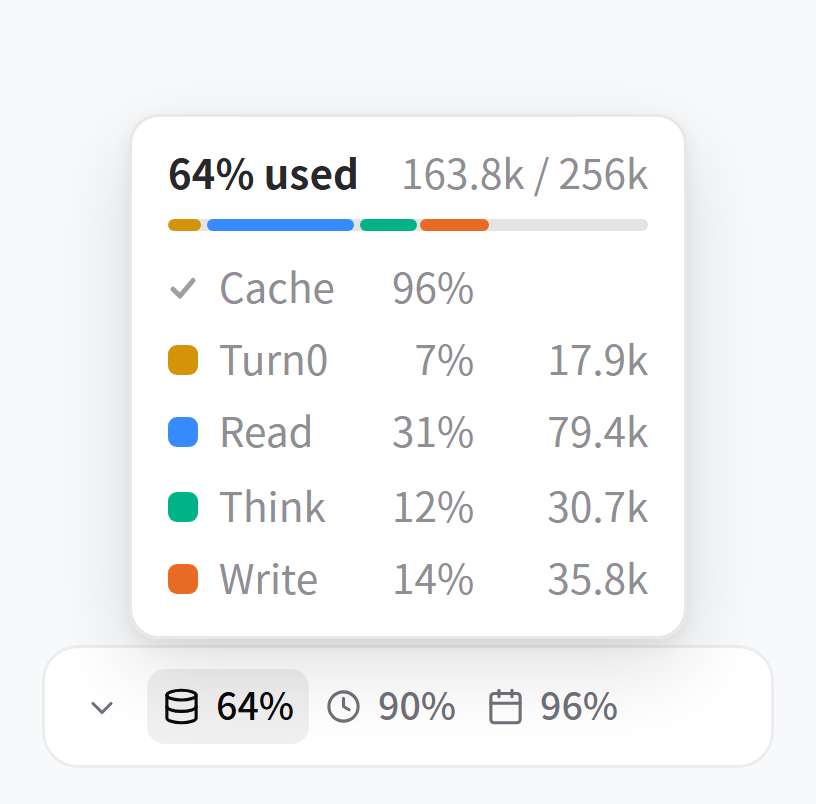 64% used 163.8k / 256k
Cache 96%
Turn0 7% 17.9k
Read 31% 79.4k
Think 12% 30.7k
Write 14% 35.8k
64% 90% 96%